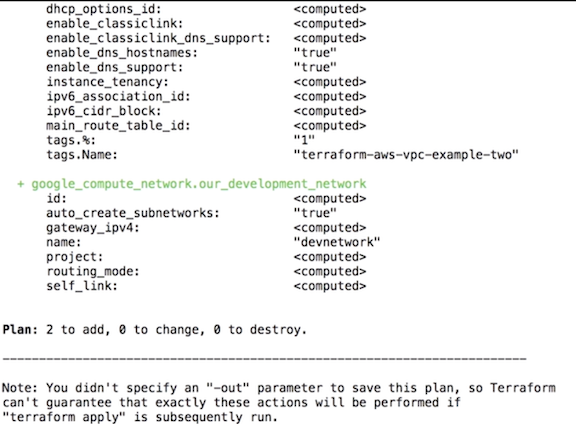 dhcp_options_id: <computed>
enable_classiclink: <computed>
enable_classiclink_dns_support: <computed>
enable_dns_hostnames: "true"
enable_dns_support: "true"
instance_tenancy: <computed>
ipv6_association_id: <computed>
ipv6_cidr_block: <computed>
main_route_table_id: <computed>
tags.%: "1"
tags.Name: "terraform-aws-vpc-example-two"
+ google_compute_network.our_development_network
id: <computed>
auto_create_subnetworks: "true"
gateway_ipv4: <computed>
name: "devnetwork"
project: <computed>
routing_mode: <computed>
self_link: <computed>
Plan: 2 to add, 0 to change, 0 to destroy.
------------------------------------------------------------------------
Note: You didn't specify an "-out" parameter to save this plan, so Terraform
can't guarantee that exactly these actions will be performed if
"terraform apply" is subsequently run.